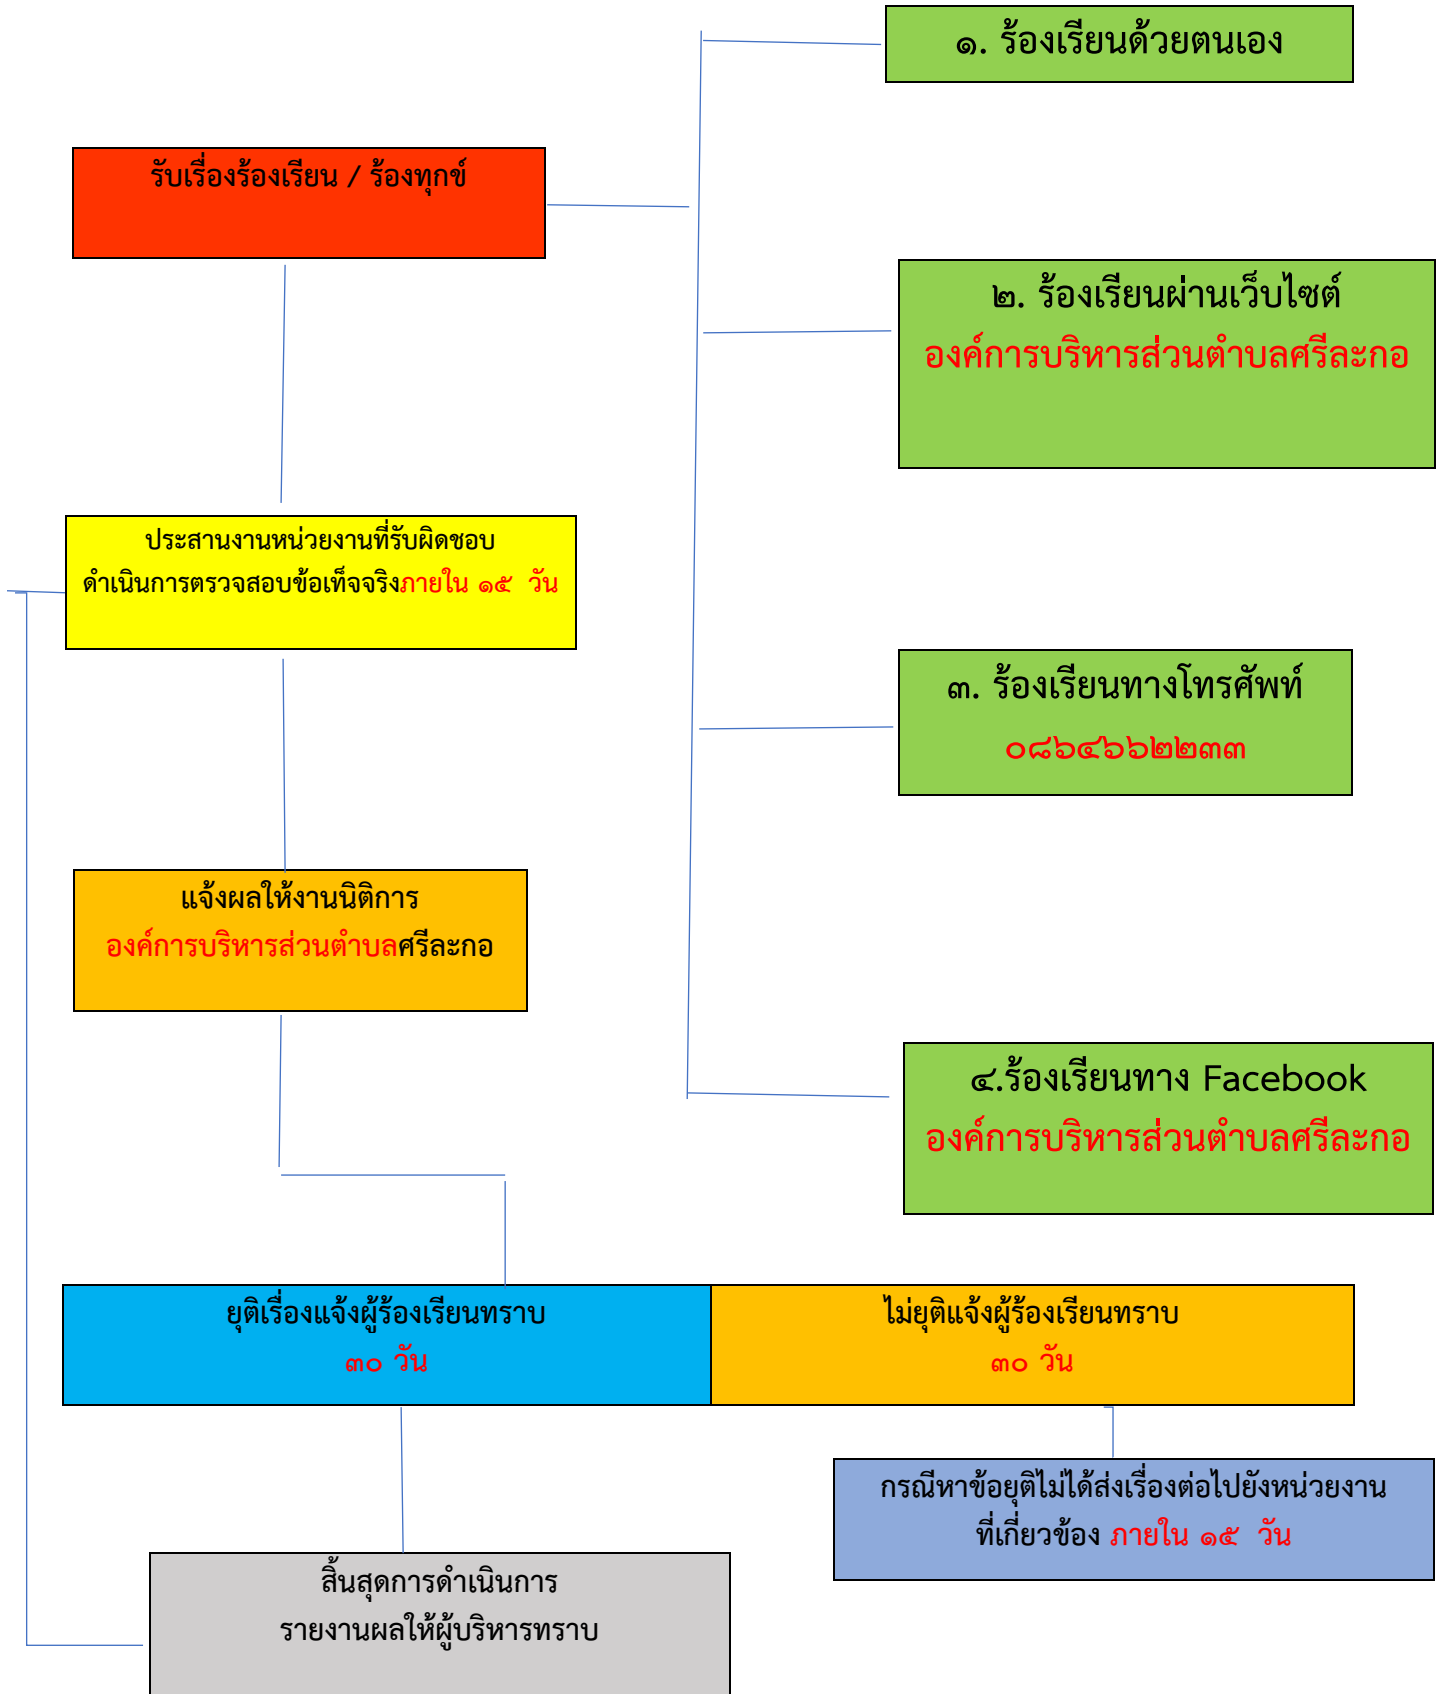 ๑. ร้องเรียนด้วยตนเอง
รับเรื่องร้องเรียน / ร้องทุกข์
๒. ร้องเรียนผ่านเว็บไซต์
องค์การบริหารส่วนตำบลศรีละกอ
ประสานงานหน่วยงานที่รับผิดชอบ
ดำเนินการตรวจสอบข้อเท็จจริงภายใน ๑๕ วัน
๓. ร้องเรียนทางโทรศัพท์
๐๘๖๔๖๖๒๒๓๓
แจ้งผลให้งานนิติการ
องค์การบริหารส่วนตำบลศรีละกอ
๔.ร้องเรียนทาง Facebook
องค์การบริหารส่วนตำบลศรีละกอ
ยุติเรื่องแจ้งผู้ร้องเรียนทราบ
๓๐ วัน
ไม่ยุติแจ้งผู้ร้องเรียนทราบ
๓๐ วัน
กรณีหาข้อยุติไม่ได้ส่งเรื่องต่อไปยังหน่วยงาน
ที่เกี่ยวข้อง ภายใน ๑๕ วัน
สิ้นสุดการดำเนินการ
รายงานผลให้ผู้บริหารทราบ